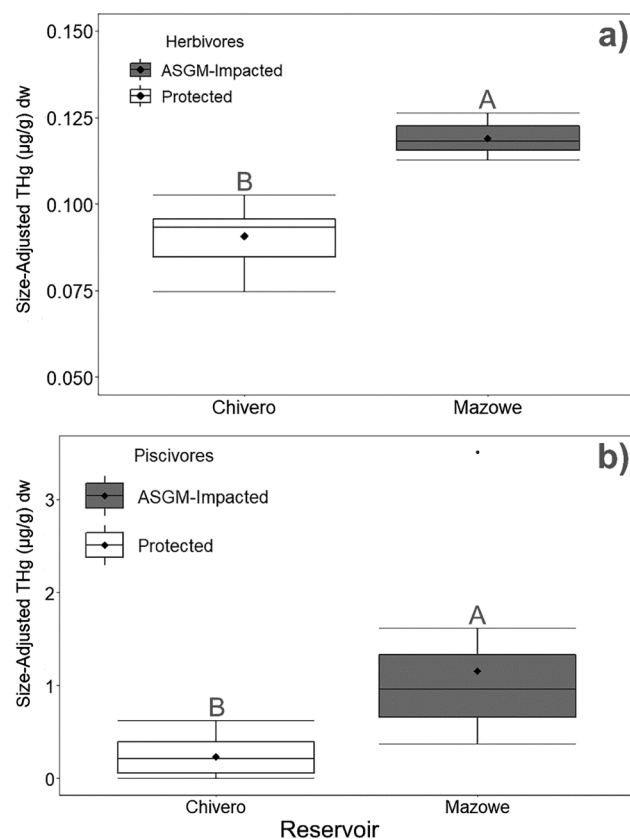 a)
0.150
Herbivores
ASGM-Impacted
Protected
0.125
A
B
0.100
0.075
0.050
Size-Adjusted THg (µg/g) dw
Chivero
Mazowe
b)
Piscivores
ASGM-Impacted
Protected
3
2
A
1
B
0
Size-Adjusted THg (µg/g) dw
Chivero
Mazowe
Reservoir